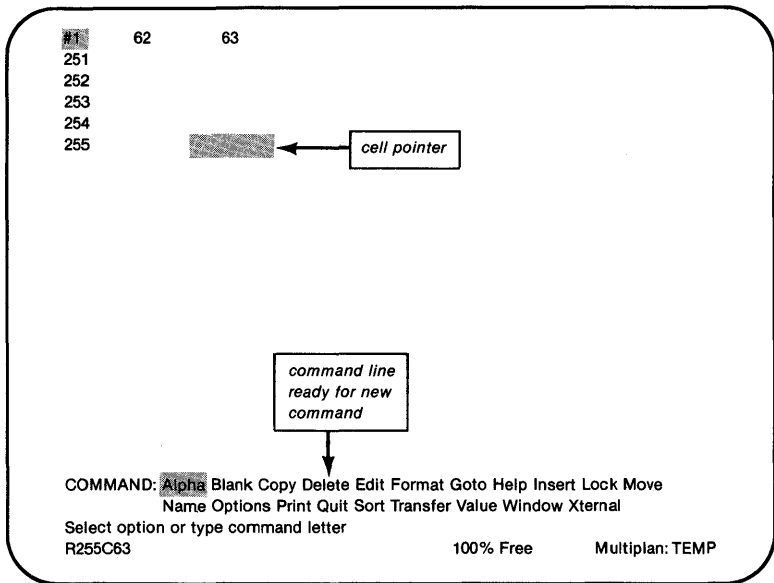 #1 62 63
251
252
253
254
255
cell pointer
command line
ready for new
command
COMMAND: Alpha Blank Copy Delete Edit Format Goto Help Insert Lock Move
Name Options Print Quit Sort Transfer Value Window Xternal
Select option or type command letter
R255C63 100% Free Multiplan: TEMP